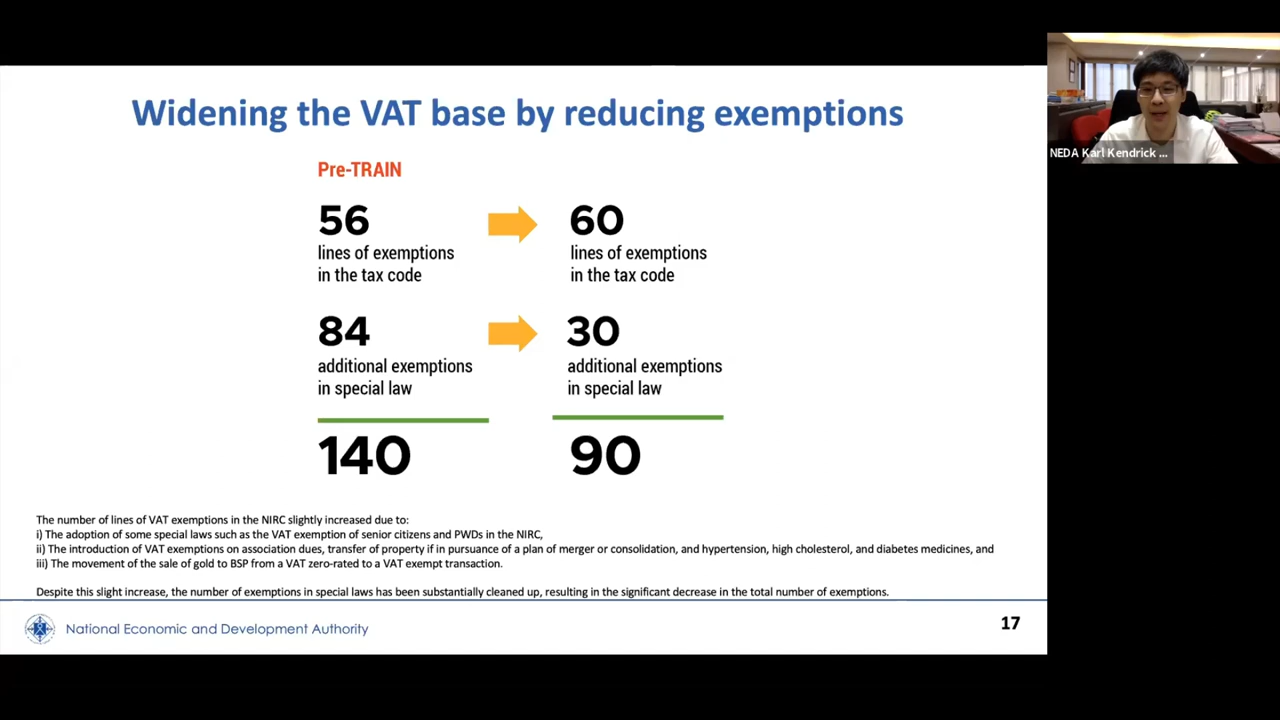 Widening the VAT base by reducing exemptions
Pre-TRAIN
56
lines of exemptions
in the tax code
60
lines of exemptions
in the tax code
84
additional exemptions
in special law
30
additional exemptions
in special law
140
90
The number of lines of VAT exemptions in the NIRC slightly increased due to:
i) The adoption of some special laws such as the VAT exemption of senior citizens and PWDs in the NIRC,
ii) The introduction of VAT exemptions on association dues, transfer of property if in pursuance of a plan of merger or consolidation, and hypertension, high cholesterol, and diabetes medicines, and
iii) The movement of the sale of gold to BSP from a VAT zero-rated to a VAT exempt transaction.
Despite this slight increase, the number of exemptions in special laws has been substantially cleaned up, resulting in the significant decrease in the total number of exemptions.
National Economic and Development Authority
17
NEDA Karl Kendrick ...